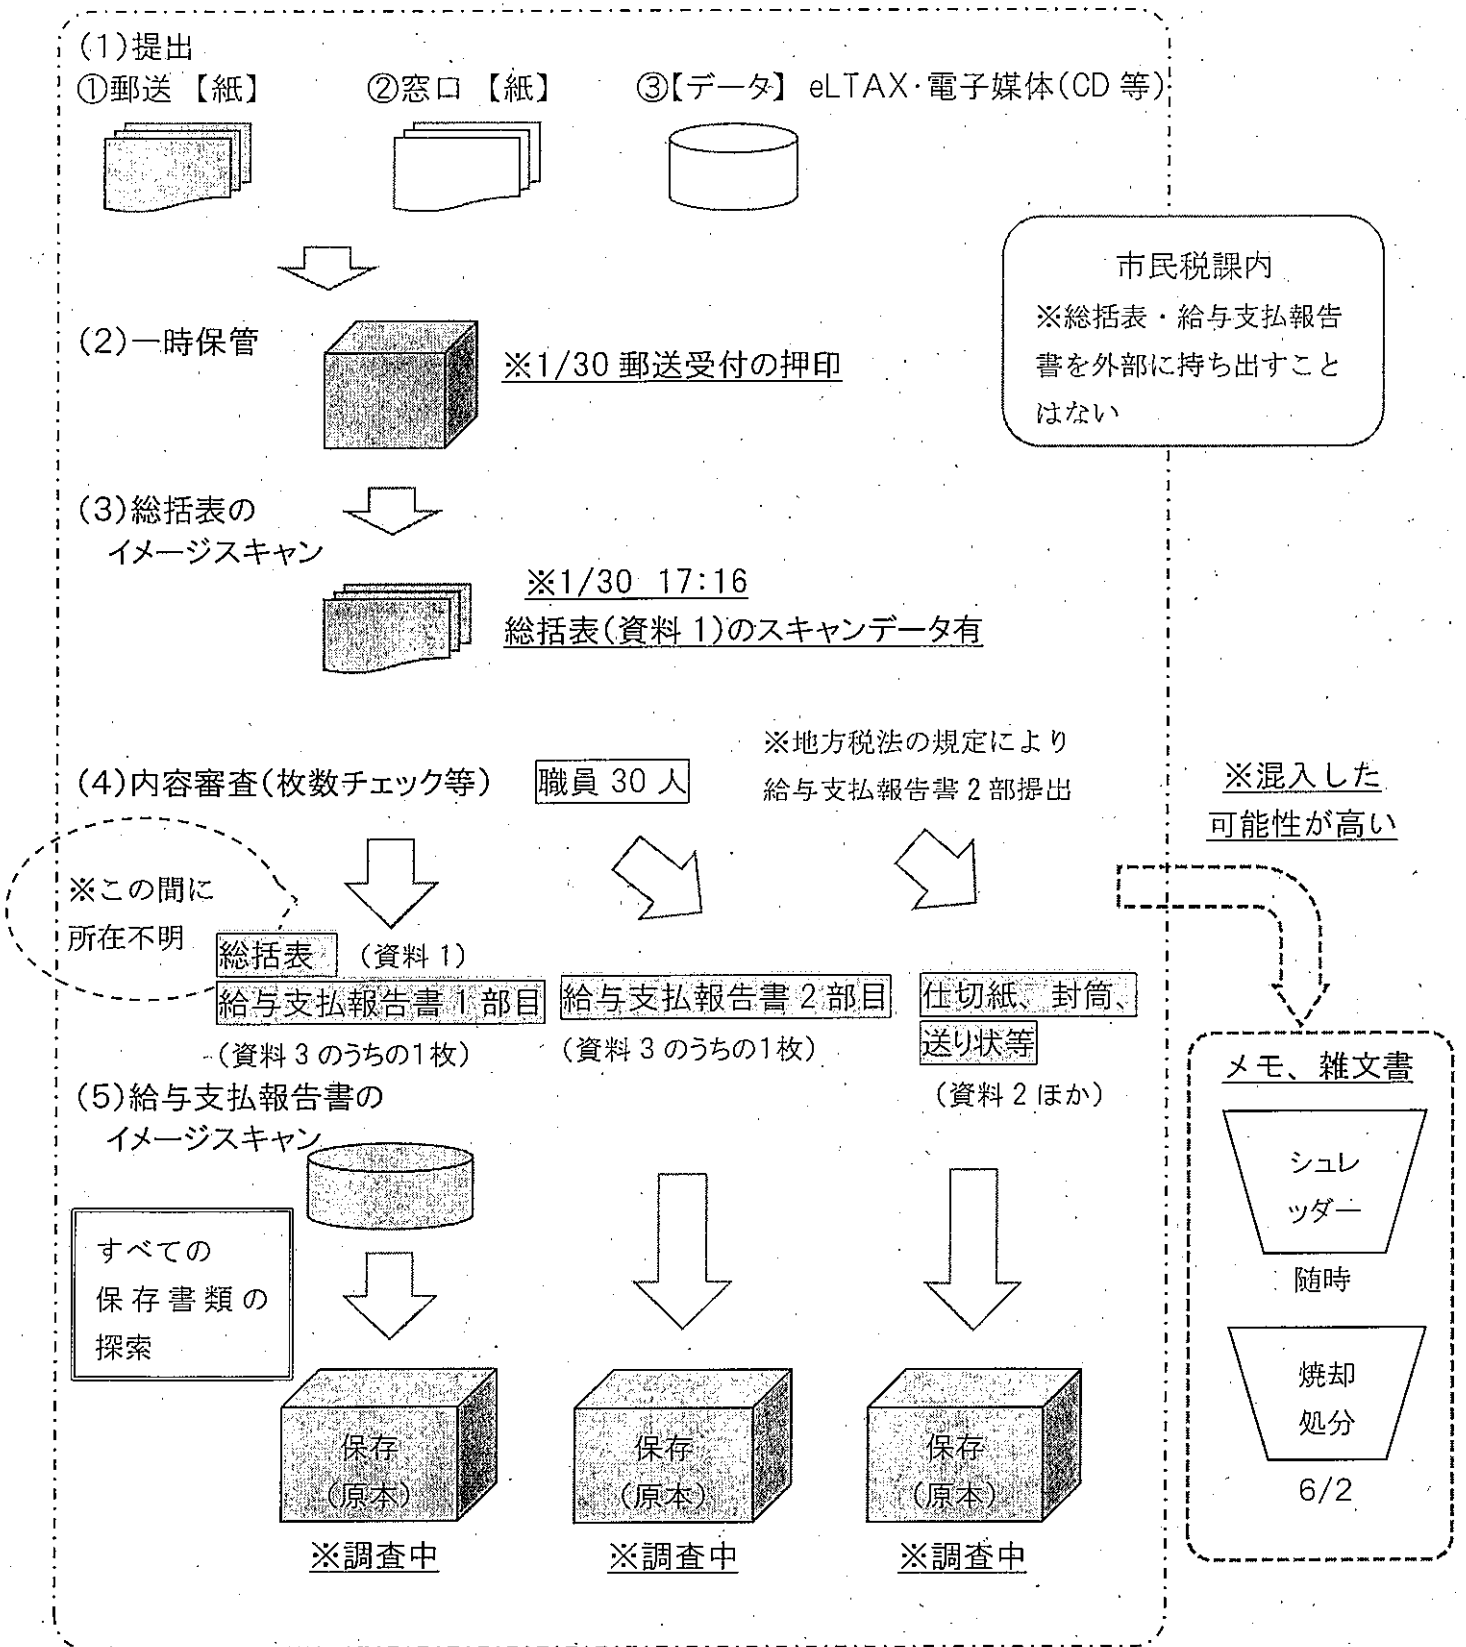 (1)提出
①郵送 【紙】
②窓口 【紙】
③【データ】 eLTAX・電子媒体(CD 等)
市民税課内
※総括表・給与支払報告
書を外部に持ち出すこと
はない
(2)一時保管
※1/30 郵送受付の押印
(3)総括表の
イメージスキャン
※1/30 17:16
総括表(資料 1)のスキャンデータ有
(4)内容審査(枚数チェック等)
職員 30 人
※地方税法の規定により
給与支払報告書 2 部提出
※混入した
可能性が高い
※この間に
所在不明
総括表 (資料 1)
給与支払報告書 1 部目
(資料 3 のうちの1枚)
給与支払報告書 2 部目
(資料 3 のうちの1枚)
仕切紙、封筒、
送り状等
(資料 2 ほか)
メモ、雑文書
シュレ
ッダー
随時
焼却
処分
6/2
(5)給与支払報告書の
イメージスキャン
すべての
保存書類の
探索
保存
(原本)
※調査中
保存
(原本)
※調査中
保存
(原本)
※調査中